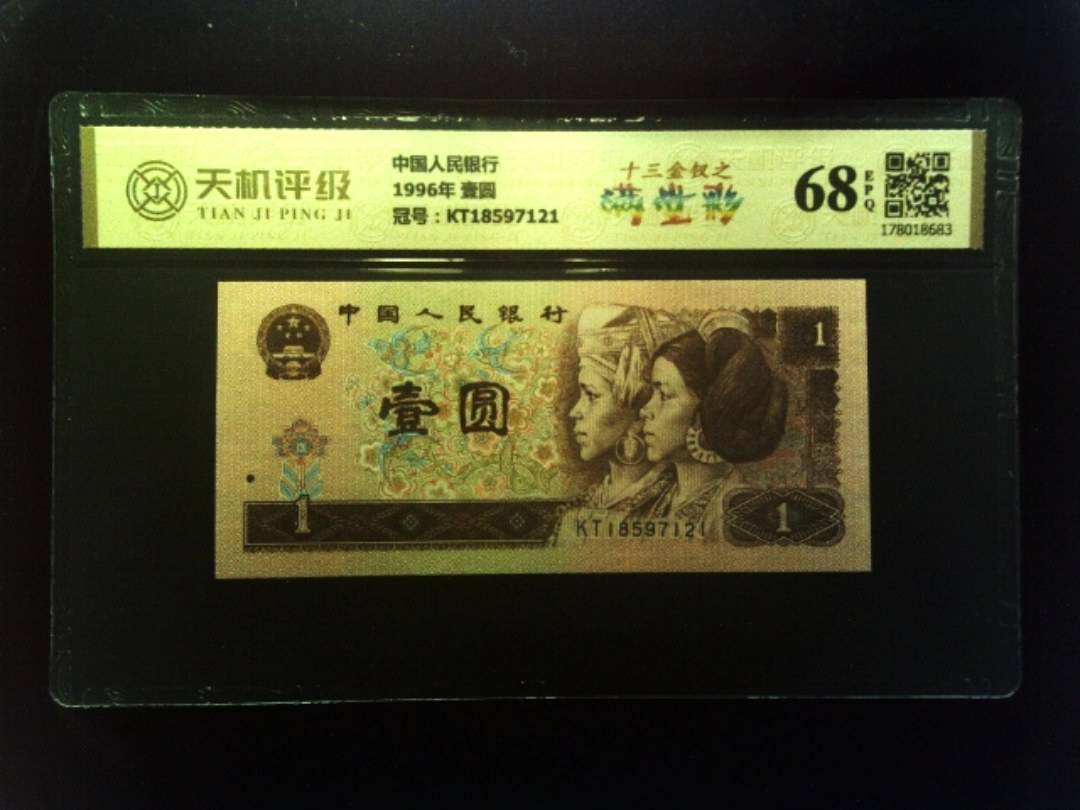 天机评级
TIAN JI PING JI
中国人民银行
1996年 壹圆
冠号：KT18597121
十三金钗之
满堂彩
68
EPQ
178018683
中国人民银行
1
壹圆
1
KT18597121
1